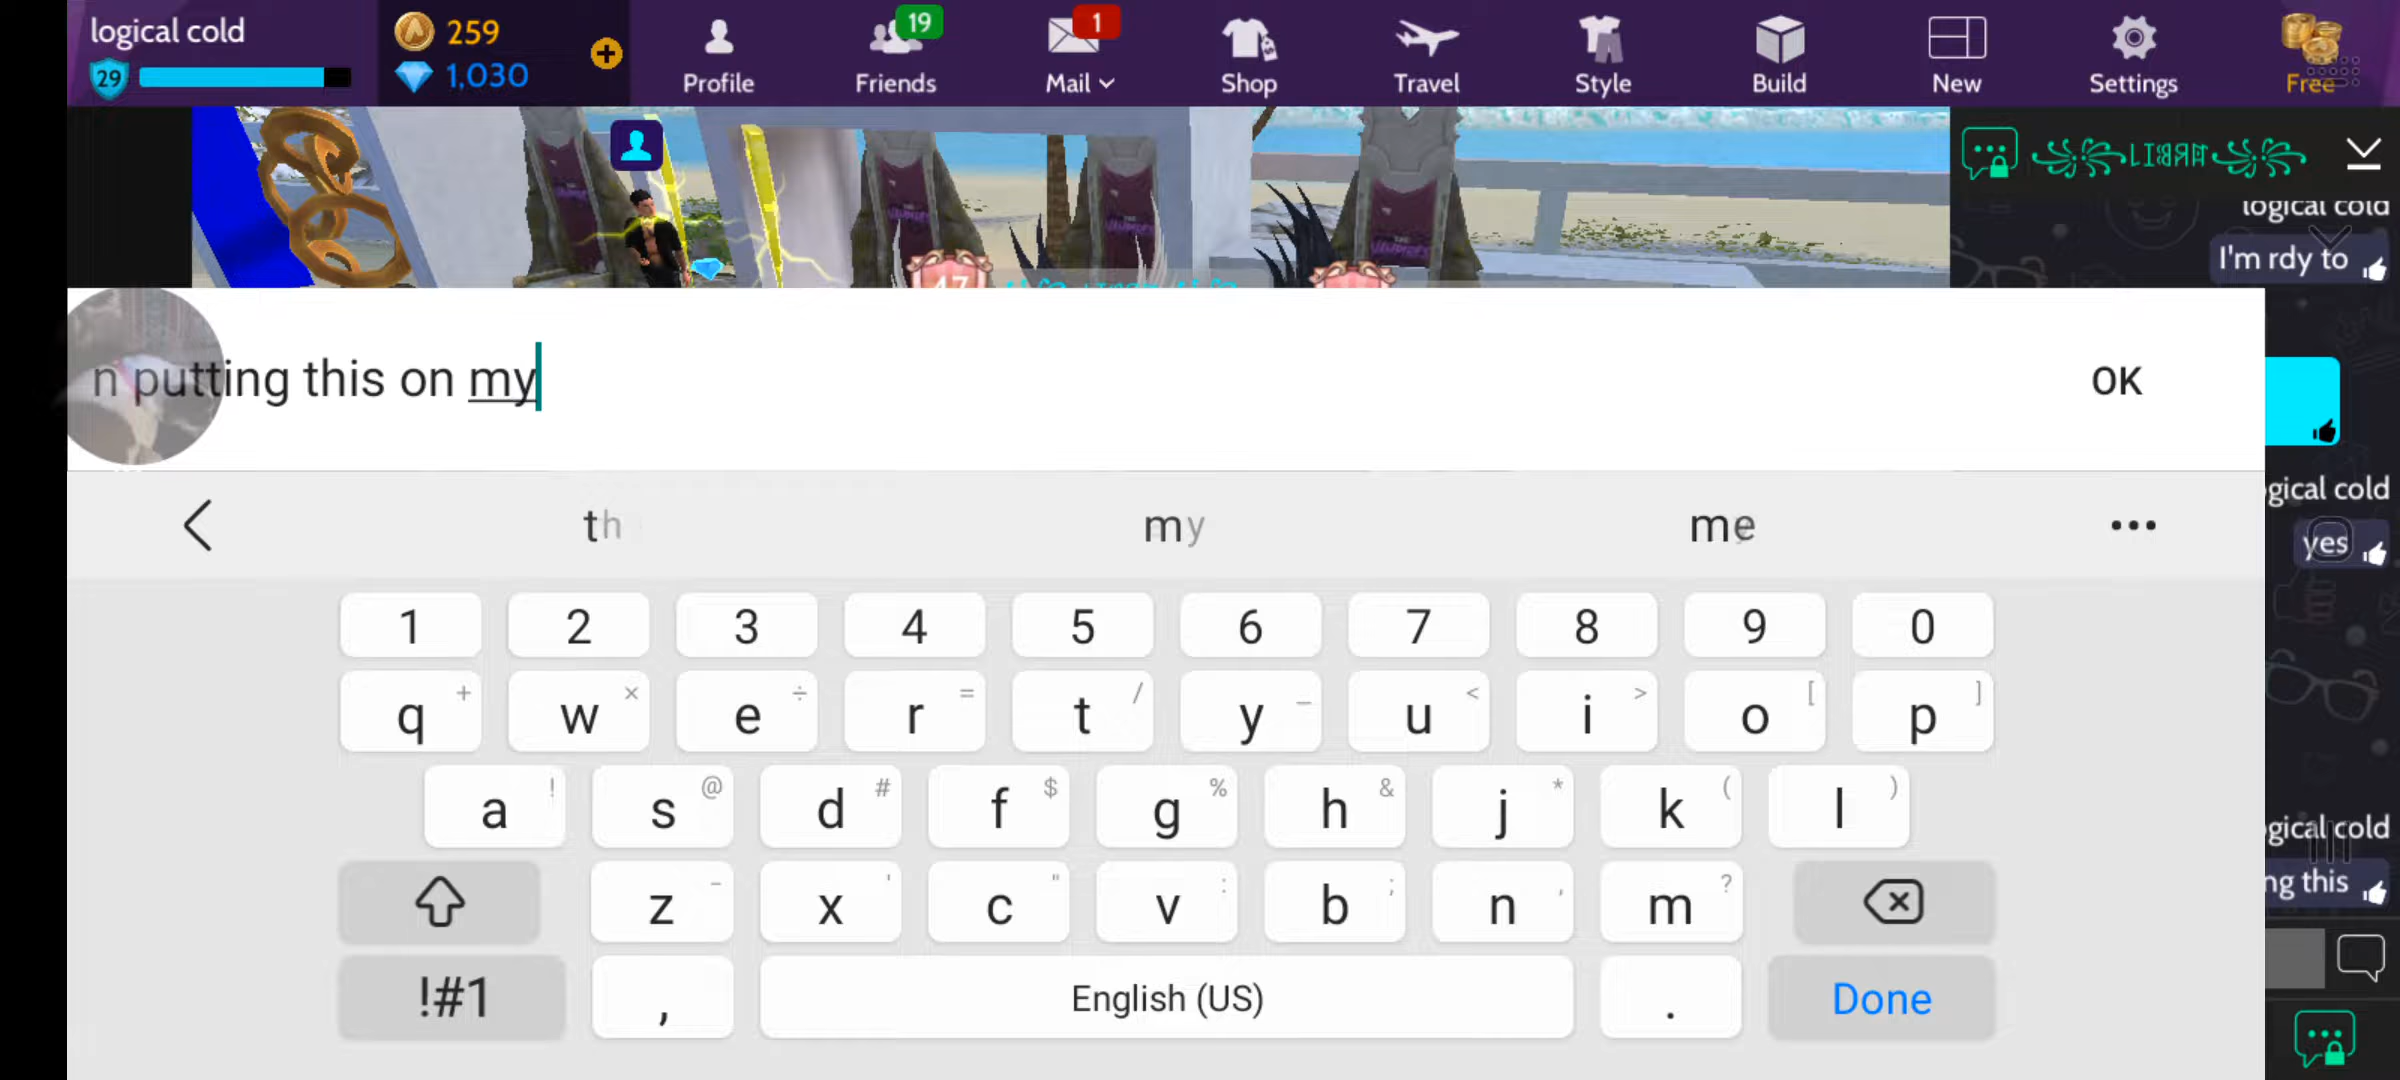 logical cold
29
259
1,030
Profile
19
Friends
1
Mail
Shop
Travel
Style
Build
New
Settings
Free
LIBRA
logical cold
I'm rdy to
47
n putting this on my
OK
gical cold
yes
th
my
me
1 2 3 4 5 6 7 8 9 0
q + w × e ÷ r = t / y _ u < i > o [ p ]
a ! s @ d # f $ g % h & j * k ( l )
gical cold
ng this
z - x ' c " v : b ; n , m ?
!#1 , English (US) . Done